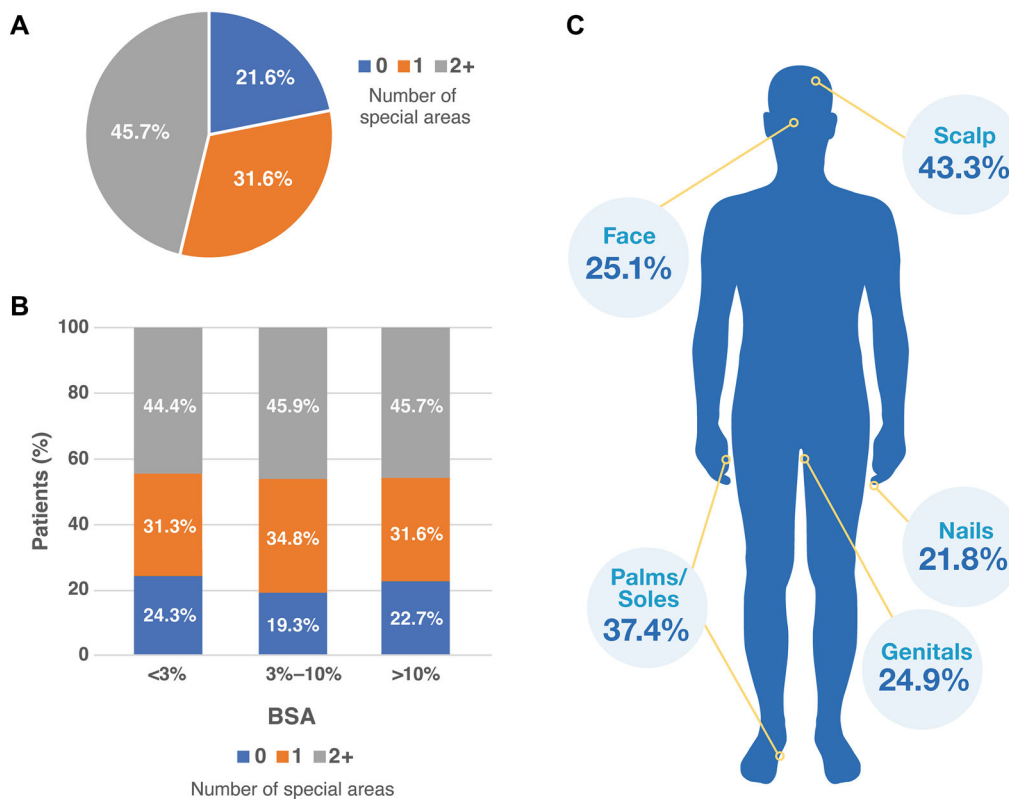 A
21.6%
45.7%
31.6%
0 1 2+
Number of
special areas
B
Patients (%)
100
80
60
40
20
0
44.4% 45.9% 45.7%
31.3% 34.8% 31.6%
24.3% 19.3% 22.7%
<3% 3%–10% >10%
BSA
0 1 2+
Number of special areas
C
Scalp
43.3%
Face
25.1%
Nails
21.8%
Palms/
Soles
37.4%
Genitals
24.9%